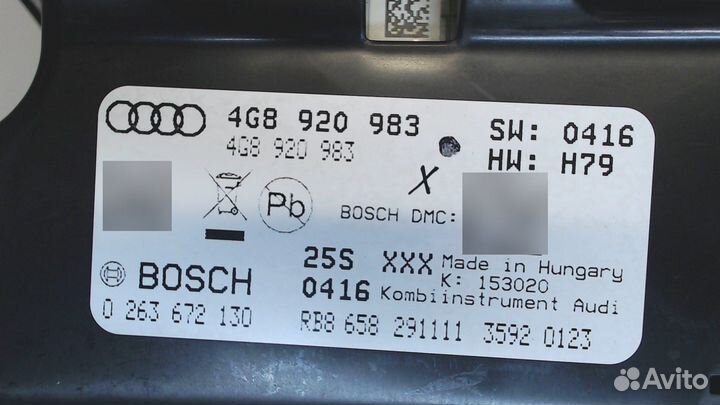 4G8 920 983
SW: 0416
4G8 920 983
HW: H79
X
Pb
BOSCH DMC:
BOSCH
25S XXX Made in Hungary
K: 153020
0416 Kombiinstrument Audi
0 263 672 130 RB8 658 291111 3592 0123
Avito